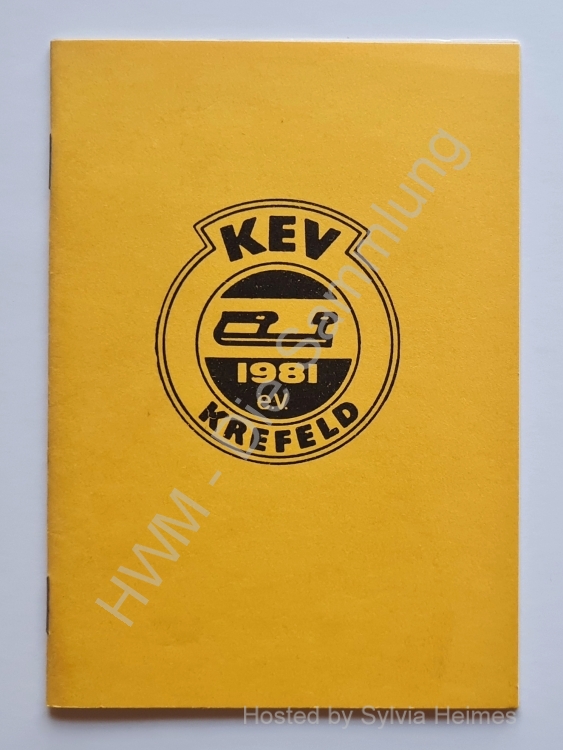 KEV
1981
e.V.
KREFELD
HWM - Die Sammlung
Hosted by Sylvia Heimes